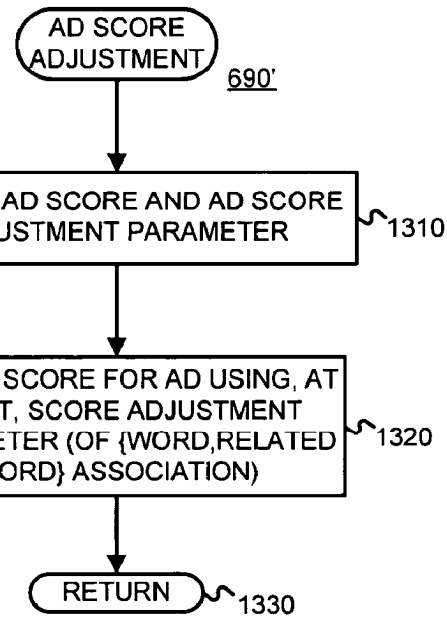 AD SCORE
ADJUSTMENT
690'
AD SCORE AND AD SCORE
USTMENT PARAMETER
1310
SCORE FOR AD USING, AT
T, SCORE ADJUSTMENT
ETER (OF {WORD,RELATED
ORD} ASSOCIATION)
1320
RETURN
1330